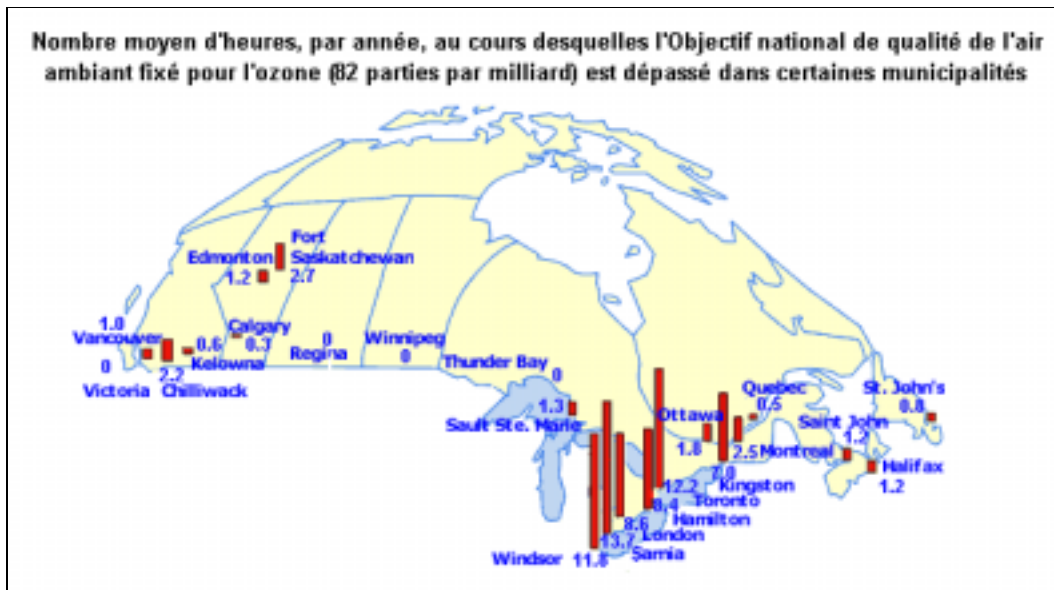 Nombre moyen d'heures, par année, au cours desquelles l'Objectif national de qualité de l'air
ambiant fixé pour l'ozone (82 parties par milliard) est dépassé dans certaines municipalités
Fort
Edmonton Saskatchewan
1.2 2.7
1.0
Vancouver
0
Victoria
2.2
Chilliwack
0.6
Kelowna
Calgary
0
Regina
Winnipeg
0
Thunder Bay
0
1.3
Sault Ste. Marie
Ottawa
1.8
Quebec
0.5
2.5 Montreal
Kingston
12.2
Toronto
8.4
Hamilton
8.6
London
13.7
Sarnia
Windsor 11.8
St. John's
0.8
Saint John
1.2
Halifax
1.2